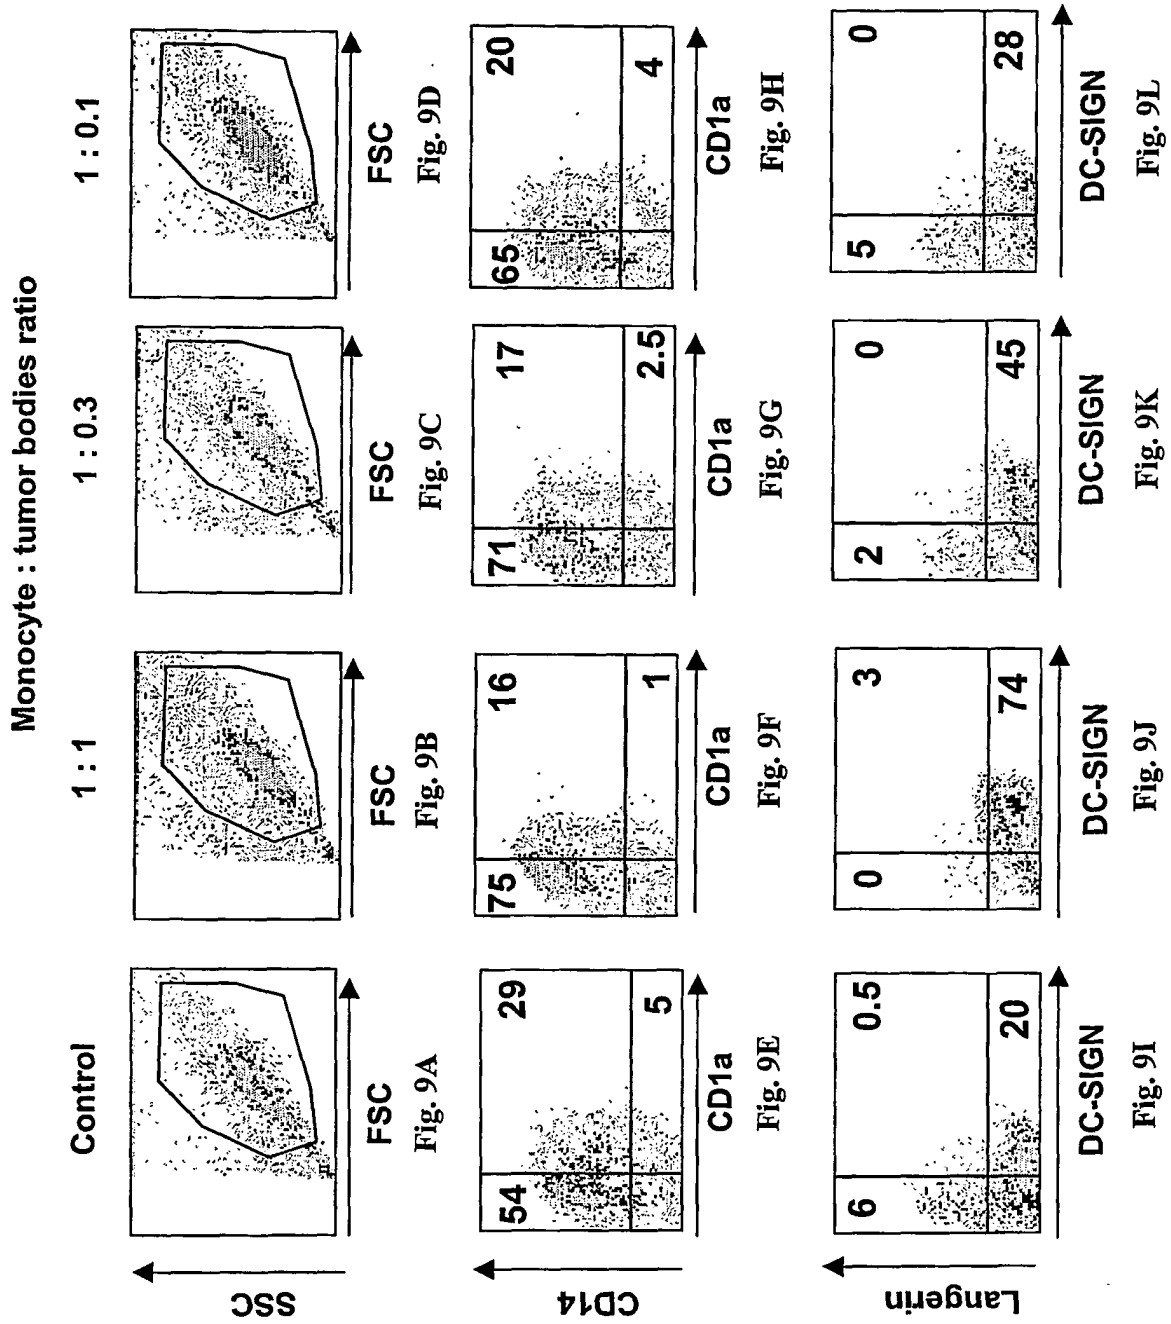 Monocyte : tumor bodies ratio
Control
1 : 1
1 : 0.3
1 : 0.1
SSC
FSC
FSC
FSC
FSC
Fig. 9A
Fig. 9B
Fig. 9C
Fig. 9D
CD14
54
29
5
75
16
1
71
17
2.5
65
20
4
CD1a
CD1a
CD1a
CD1a
Fig. 9E
Fig. 9F
Fig. 9G
Fig. 9H
Langerin
6
0.5
20
0
3
74
2
0
45
5
0
28
DC-SIGN
DC-SIGN
DC-SIGN
DC-SIGN
Fig. 9I
Fig. 9J
Fig. 9K
Fig. 9L